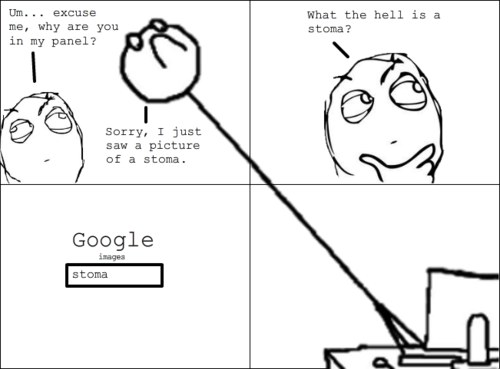 Um... excuse
me, why are you
in my panel?
Sorry, I just
saw a picture
of a stoma.
What the hell is a
stoma?
Google
images
stoma